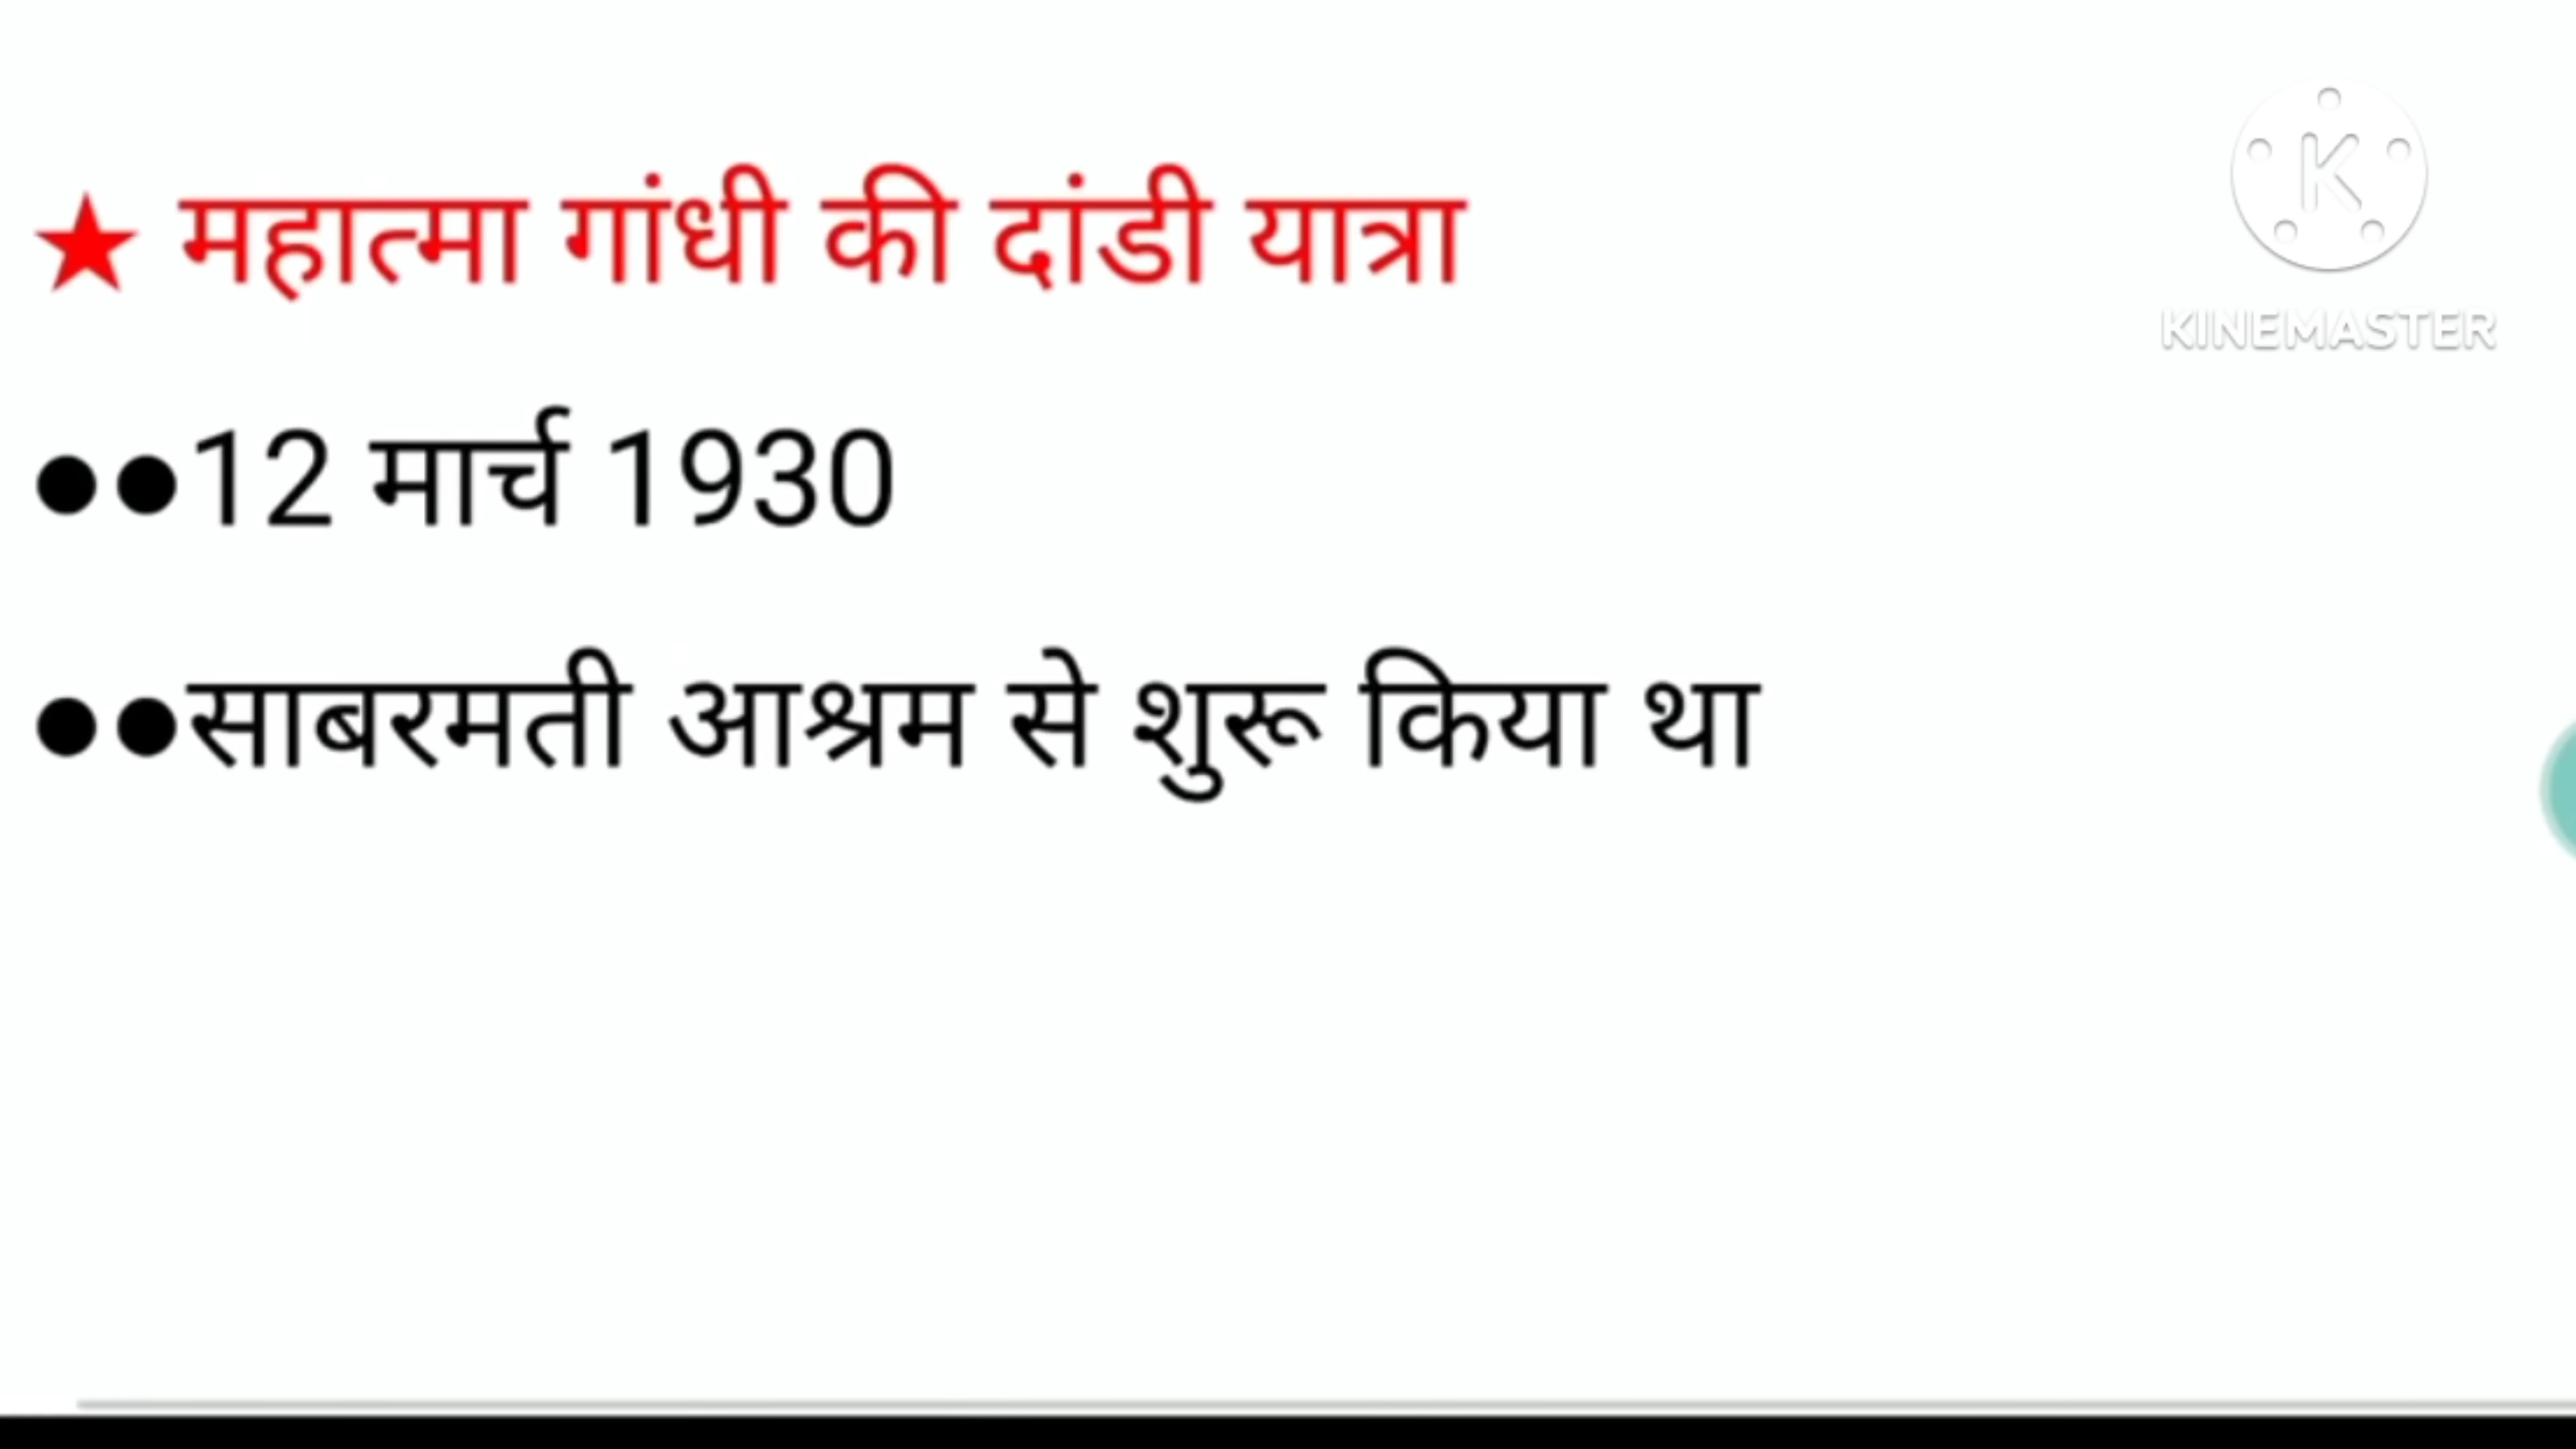 ★ महात्मा गांधी की दांडी यात्रा
K
KINEMASTER
●●12 मार्च 1930
●●साबरमती आश्रम से शुरू किया था